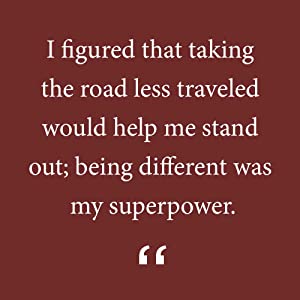 I figured that taking
the road less traveled
would help me stand
out; being different was
my superpower.
“